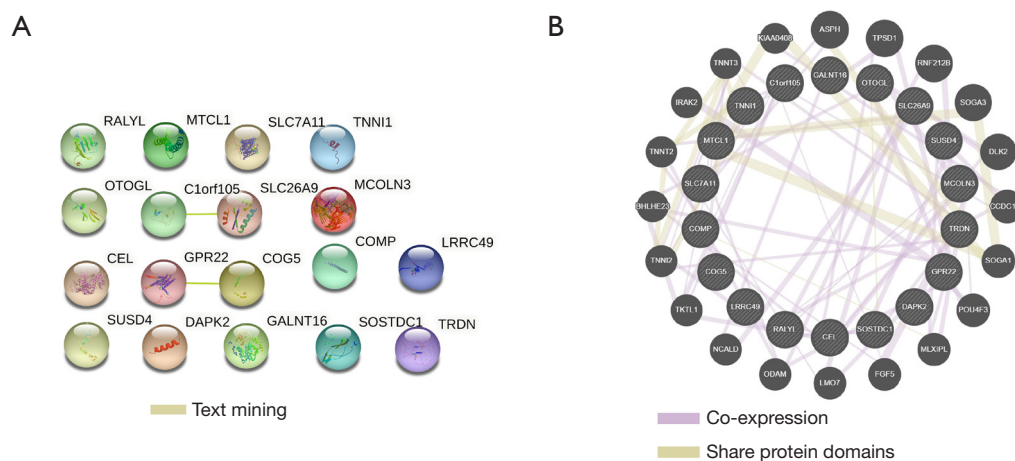 A
RALYL MTCL1 SLC7A11 TNNI1
OTOGL C1orf105 SLC26A9 MCOLN3
COMP LRRC49
CEL GPR22 COG5
SUSD4 DAPK2 GALNT16 SOSTDC1 TRDN
Text mining
B
ASPH
KIAA0408 TPSD1
TNNT3 GALNT16 RNF212B
C1orf105 OTOGL
IRAK2 TNNI1 SLC26A9 SOGA3
TNNT2 MTCL1 SUSD4 DLK2
SLC7A11 MCOLN3
BHLHE23 CCDC1
COMP TRDN
TNNI2 SOGA1
COG5 GPR22
TKTL1 LRRC49 DAPK2 POU4F3
RALYL CEL SOSTDC1
NCALD MLXIPL
ODAM LMO7 FGF5
Co-expression
Share protein domains